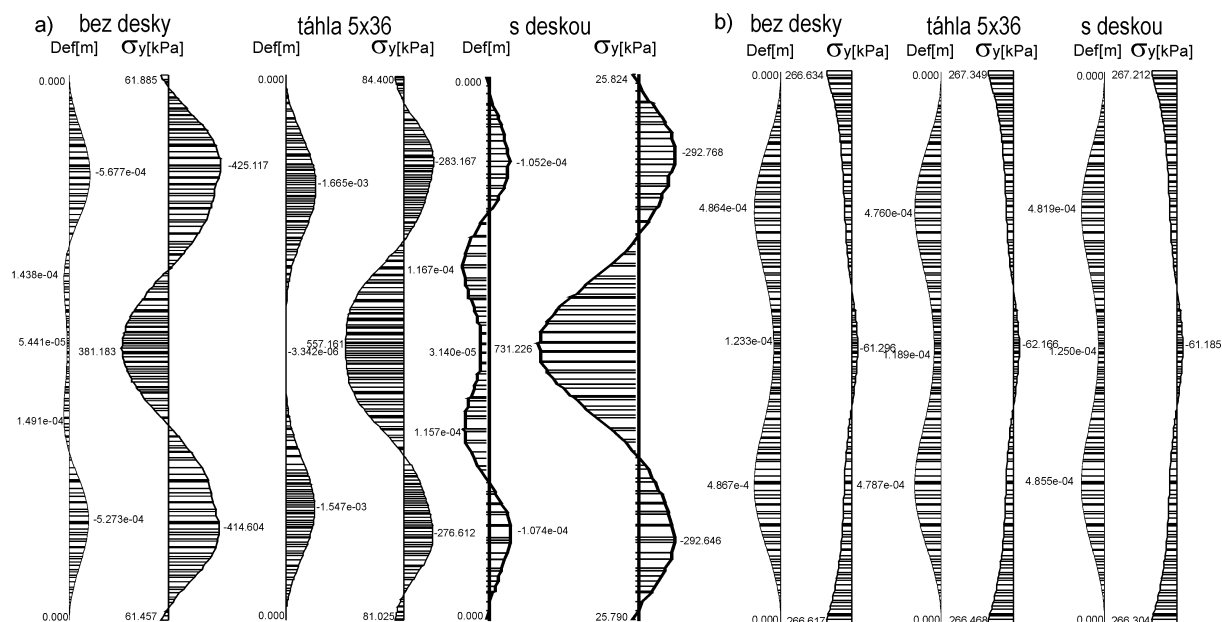 a) bez desky táhla 5x36 s deskou b) bez desky táhla 5x36 s deskou
Def[m] σy[kPa] Def[m] σy[kPa] Def[m] σy[kPa] Def[m] σy[kPa] Def[m] σy[kPa] Def[m] σy[kPa]
0.000 61.885 0.000 84.400 0.000 25.824 0.000 266.634 0.000 267.349 0.000 267.212
-5.677e-04 -425.117 -1.665e-03 -283.167 -1.052e-04 -292.768
4.864e-04 4.760e-04 4.819e-04
1.438e-04 1.167e-04
5.441e-05 381.183 557.161 3.140e-05 731.226 1.233e-04 -61.296 -62.166 -61.185
-3.342e-06 1.189e-04 1.250e-04
1.491e-04 1.157e-04
4.867e-4 4.787e-04 4.855e-04
-5.273e-04 -414.604 -1.547e-03 -276.612 -1.074e-04 -292.646
0.000 61.457 0.000 81.025 0.000 25.790 0.000 266.617 0.000 266.468 0.000 266.304